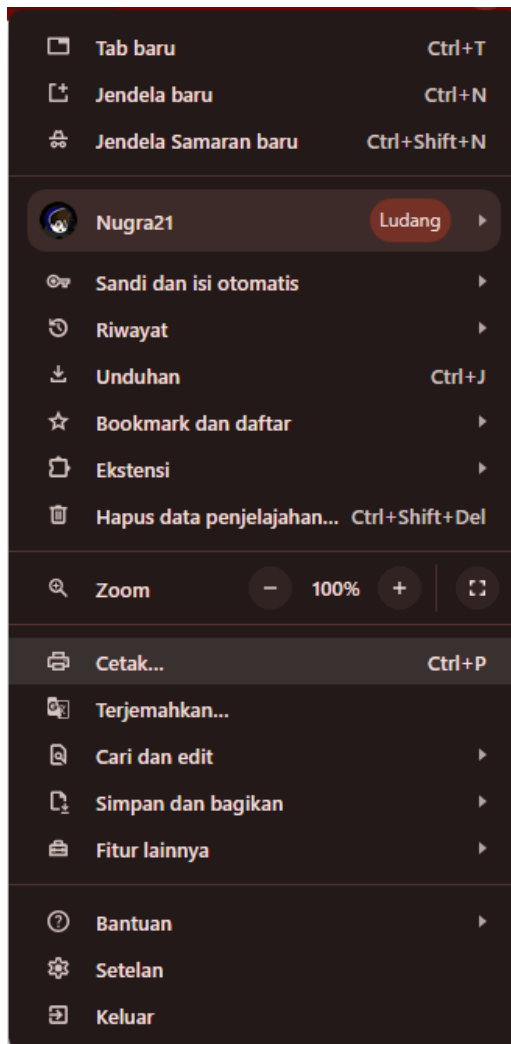 Tab baru Ctrl+T
Jendela baru Ctrl+N
Jendela Samaran baru Ctrl+Shift+N
Nugra21 Ludang
Sandi dan isi otomatis
Riwayat
Unduhan Ctrl+J
Bookmark dan daftar
Ekstensi
Hapus data penjelajahan... Ctrl+Shift+Del
Zoom − 100% +
Cetak... Ctrl+P
Terjemahkan...
Cari dan edit
Simpan dan bagikan
Fitur lainnya
Bantuan
Setelan
Keluar